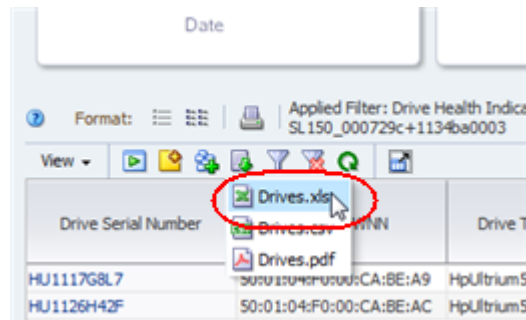 Date
Format:
Applied Filter: Drive Health Indica
SL150_000729c+1134ba0003
View
Drives.xls
Drive Serial Number
WNN
Drive T
Drives.csv
Drives.pdf
HU1117G8L7 50:01:04:F0:00:CA:BE:A9 HpUltrium5
HU1126H42F 50:01:04:F0:00:CA:BE:AC HpUltrium5